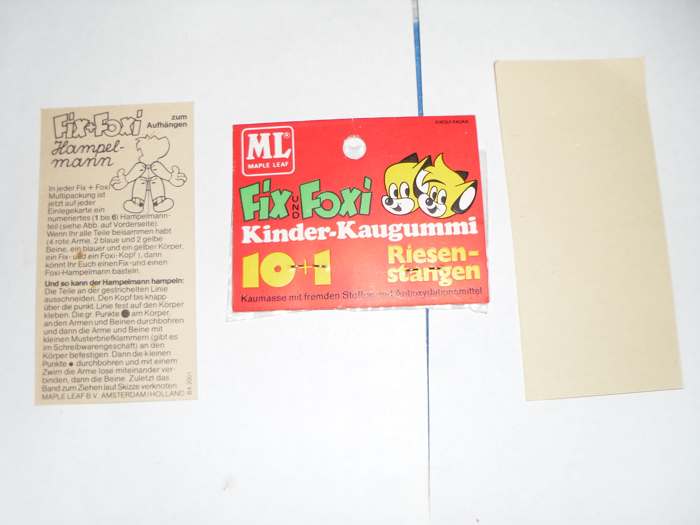 Fix+Foxi
zum
Aufhängen
Hampel-
mann
In jeder Fix + Foxi
Multipackung ist
jetzt auf jeder
Einlegekarte ein
numeriertes (1 bis 6) Hampelmann-
teil (siehe Abb. auf Vorderseite).
Wenn Ihr alle Teile beisammen habt
(4 rote Arme, 2 blaue und 2 gelbe
Beine, ein blauer und ein gelber Körper,
ein Fix- und ein Foxi-Kopf), dann
könnt Ihr Euch einen Fix- und einen
Foxi-Hampelmann basteln.
Und so kann der Hampelmann hampeln:
Die Teile an der gestrichelten Linie
ausschneiden. Den Kopf bis knapp
über die punkt. Linie fest auf den Körper
kleben. Die gr. Punkte ● am Körper,
an den Armen und Beinen durchbohren
und dann die Arme und Beine mit
kleinen Musterbriefklammern (gibt es
im Schreibwarengeschäft) an den
Körper befestigen. Dann die kleinen
Punkte • durchbohren und mit einem
Zwirn die Arme lose miteinander ver-
binden, dann die Beine. Zuletzt das
Band zum Ziehen laut Skizze verknoten.
MAPLE LEAF B.V. AMSTERDAM/HOLLAND
ML®
MAPLE LEAF
Fix UND Foxi
Kinder-Kaugummi
10+1
Riesen-
stangen
Kaumasse mit fremden Stoffen und Antioxydationsmittel